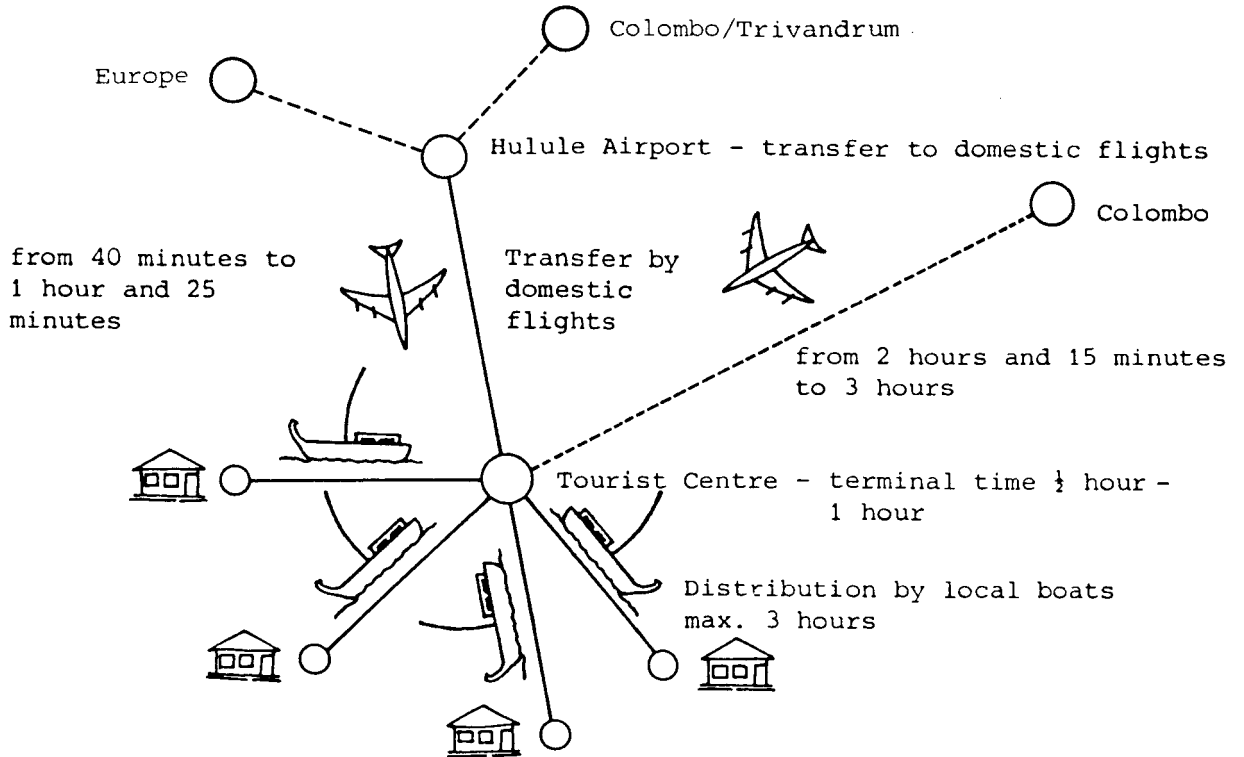 Colombo/Trivandrum
Europe
Hulule Airport - transfer to domestic flights
Colombo
from 40 minutes to
1 hour and 25
minutes
Transfer by
domestic
flights
from 2 hours and 15 minutes
to 3 hours
Tourist Centre - terminal time ½ hour -
1 hour
Distribution by local boats
max. 3 hours